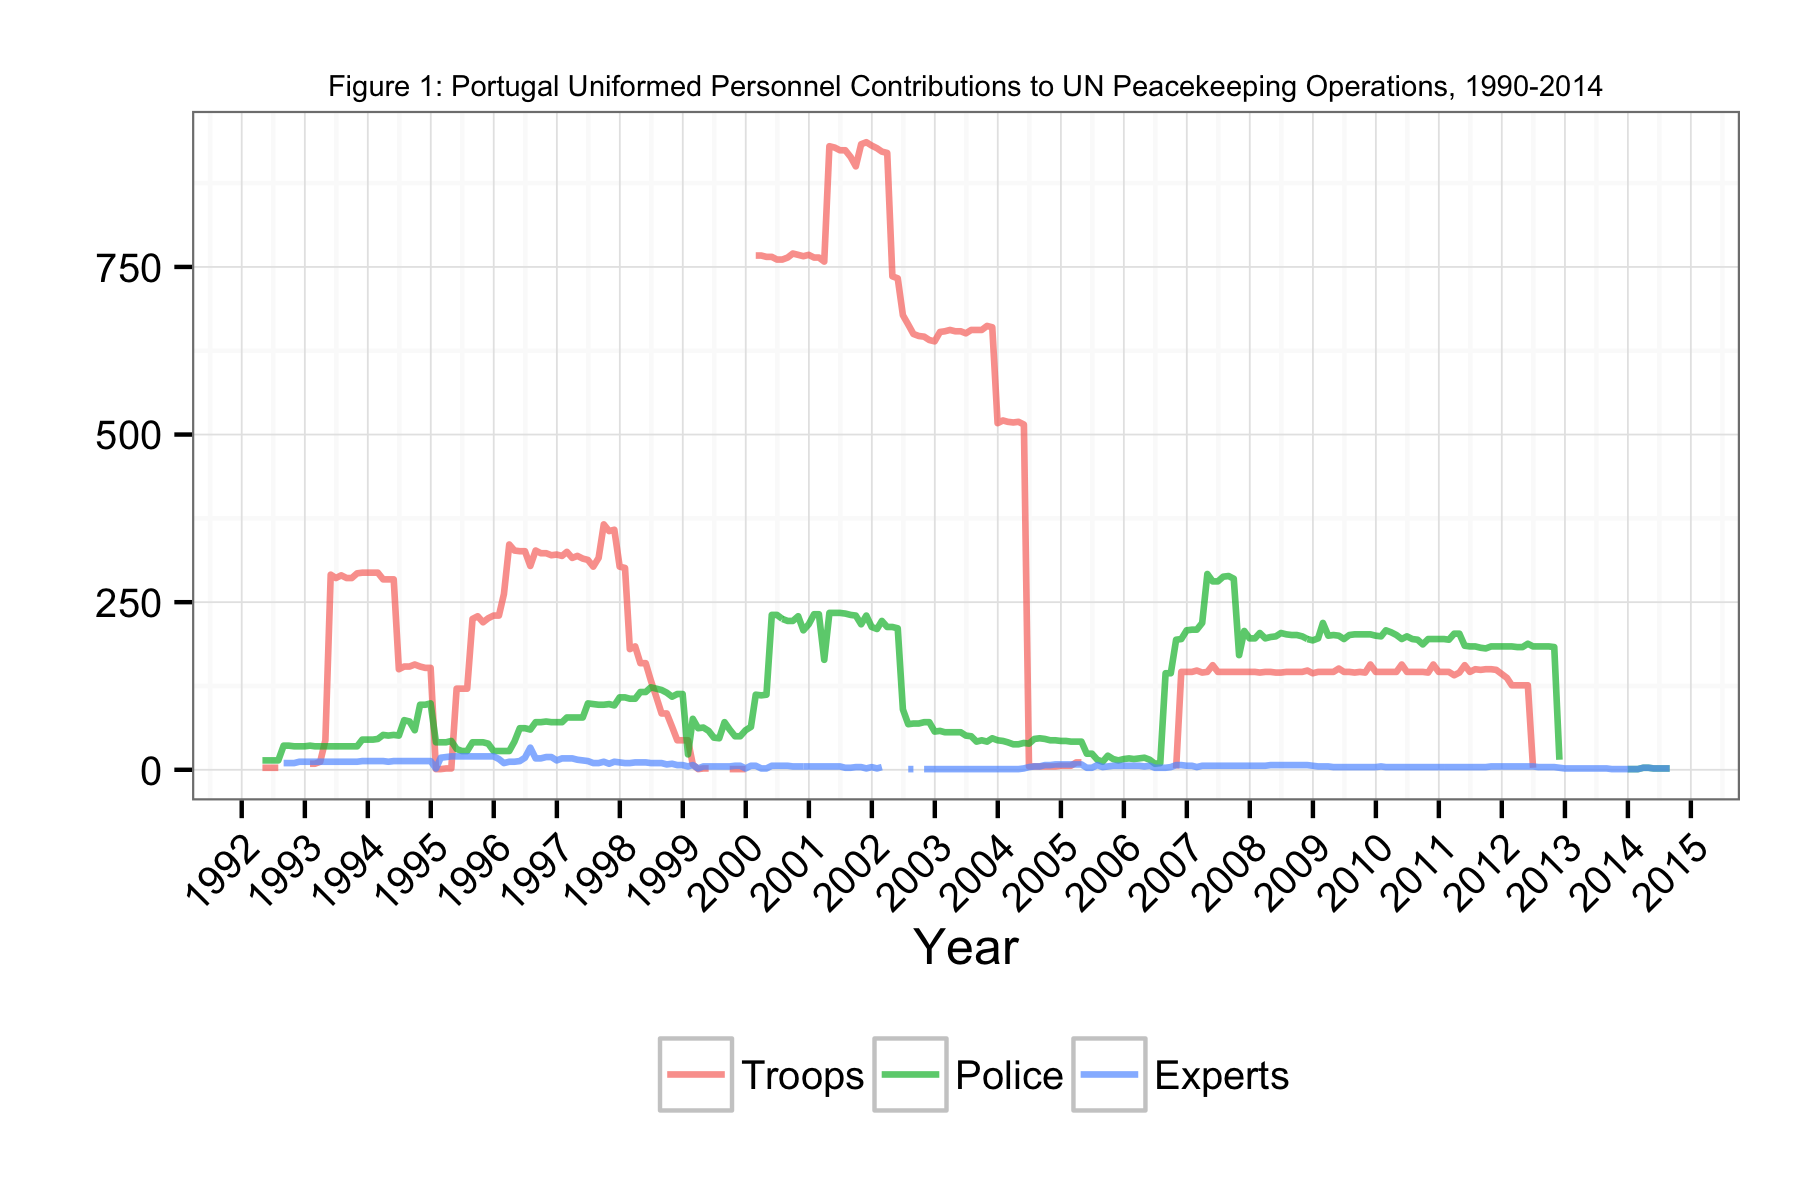 Figure 1: Portugal Uniformed Personnel Contributions to UN Peacekeeping Operations, 1990-2014
750
500
250
0
1992 1993 1994 1995 1996 1997 1998 1999 2000 2001 2002 2003 2004 2005 2006 2007 2008 2009 2010 2011 2012 2013 2014 2015
Year
Troops Police Experts